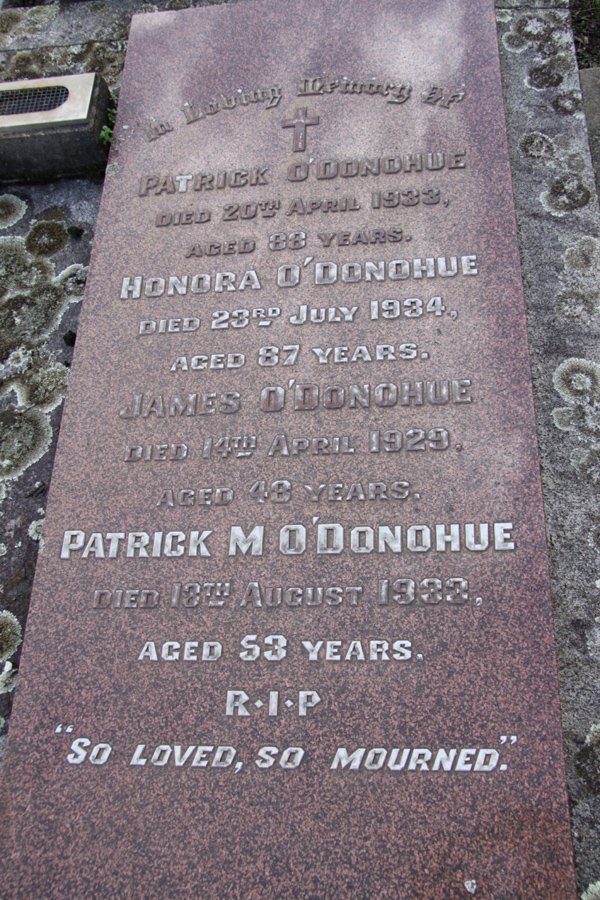 In Loving Memory of
PATRICK O'DONOHUE
DIED 20TH APRIL 1933,
AGED 88 YEARS.
HONORA O'DONOHUE
DIED 23RD JULY 1934,
AGED 87 YEARS.
JAMES O'DONOHUE
DIED 14TH APRIL 1929.
AGED 48 YEARS.
PATRICK M O'DONOHUE
DIED 18TH AUGUST 1933,
AGED 53 YEARS.
R·I·P
"SO LOVED, SO MOURNED."